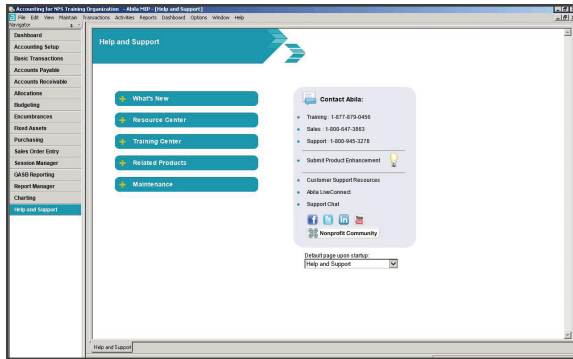 Accounting for NPS Training Organization - Abila MIP - [Help and Support]
File Edit View Maintain Transactions Activities Reports Dashboard Options Window Help
Navigator
Dashboard
Accounting Setup
Basic Transactions
Accounts Payable
Accounts Receivable
Allocations
Budgeting
Encumbrances
Fixed Assets
Purchasing
Sales Order Entry
Session Manager
GASB Reporting
Report Manager
Charting
Help and Support
Help and Support
What's New
Resource Center
Training Center
Related Products
Maintenance
Contact Abila:
Training : 1-877-879-0456
Sales : 1-800-647-3863
Support : 1-800-945-3278
Submit Product Enhancement
Customer Support Resources
Abila LiveConnect
Support Chat
Nonprofit Community
Default page upon startup:
Help and Support
Help and Support